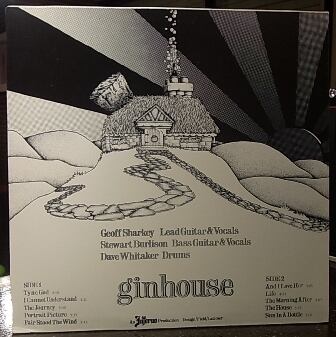 Geoff Sharkey Lead Guitar & Vocals
Stewart Burlison Bass Guitar & Vocals
Dave Whitaker Drums
ginhouse
SIDE 1
Tyne God
I Cannot Understand
The Journey
Portrait Picture
Fair Stood The Wind
SIDE 2
And I Love Her
Life
The Morning After
The House
Sun In A Bottle
Production